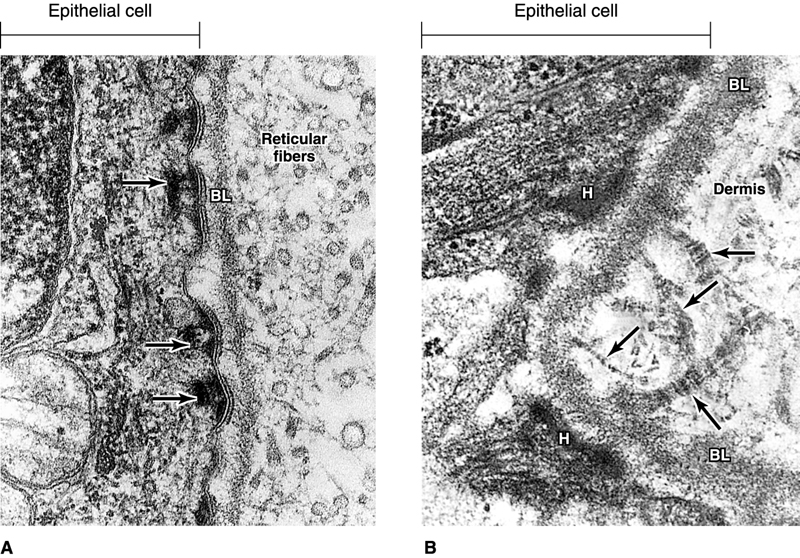 Epithelial cell
Epithelial cell
BL
Reticular
fibers
BL
H
Dermis
H
BL
A
B